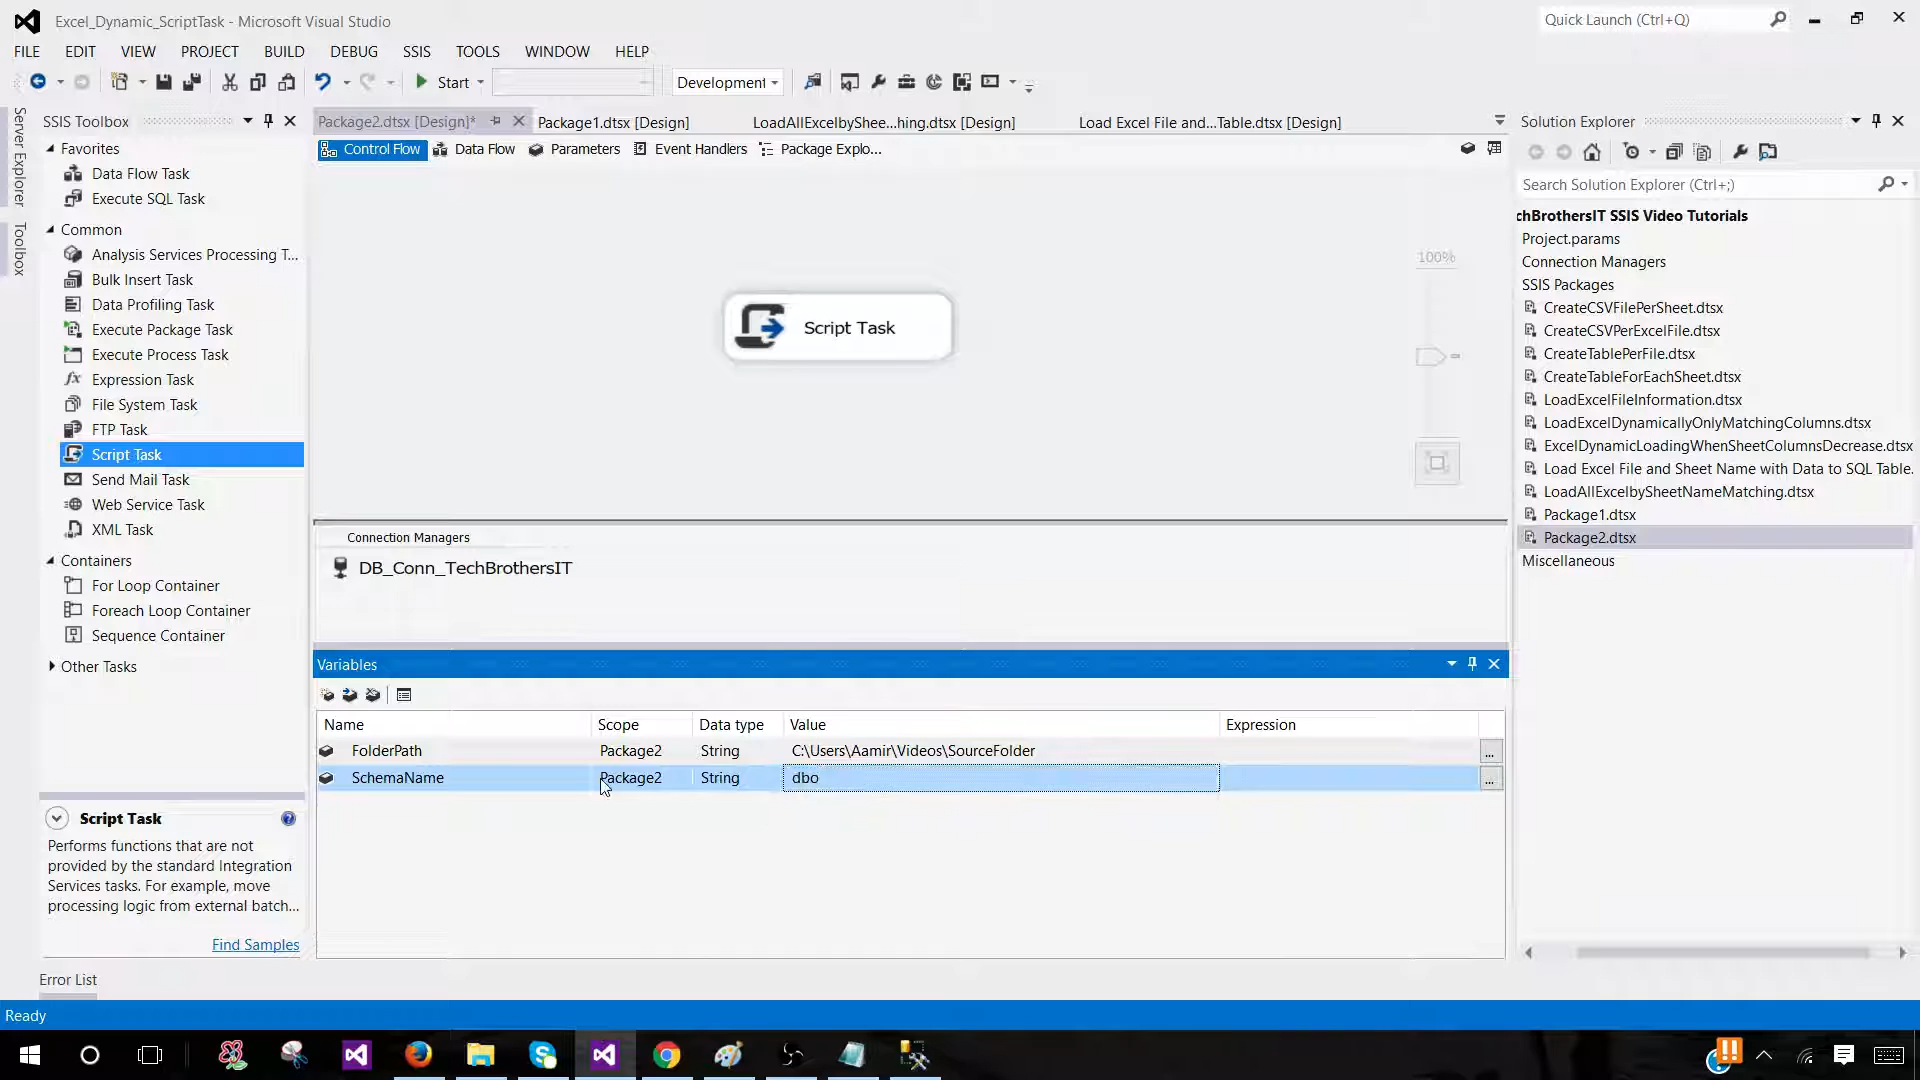 Excel_Dynamic_ScriptTask - Microsoft Visual Studio
Quick Launch (Ctrl+Q)
FILE EDIT VIEW PROJECT BUILD DEBUG SSIS TOOLS WINDOW HELP
Start
Development
Server Explorer
Toolbox
SSIS Toolbox
Favorites
Data Flow Task
Execute SQL Task
Common
Analysis Services Processing T...
Bulk Insert Task
Data Profiling Task
Execute Package Task
Execute Process Task
Expression Task
File System Task
FTP Task
Script Task
Send Mail Task
Web Service Task
XML Task
Containers
For Loop Container
Foreach Loop Container
Sequence Container
Other Tasks
Script Task
Performs functions that are not
provided by the standard Integration
Services tasks. For example, move
processing logic from external batch...
Find Samples
Package2.dtsx [Design]* Package1.dtsx [Design] LoadAllExcelbyShee...hing.dtsx [Design] Load Excel File and...Table.dtsx [Design]
Control Flow Data Flow Parameters Event Handlers Package Explo...
100%
Script Task
Connection Managers
DB_Conn_TechBrothersIT
Variables
Name Scope Data type Value Expression
FolderPath Package2 String C:\Users\Aamir\Videos\SourceFolder ...
SchemaName Package2 String dbo ...
Solution Explorer
Search Solution Explorer (Ctrl+;)
chBrothersIT SSIS Video Tutorials
Project.params
Connection Managers
SSIS Packages
CreateCSVFilePerSheet.dtsx
CreateCSVPerExcelFile.dtsx
CreateTablePerFile.dtsx
CreateTableForEachSheet.dtsx
LoadExcelFileInformation.dtsx
LoadExcelDynamicallyOnlyMatchingColumns.dtsx
ExcelDynamicLoadingWhenSheetColumnsDecrease.dtsx
Load Excel File and Sheet Name with Data to SQL Table.
LoadAllExcelbySheetNameMatching.dtsx
Package1.dtsx
Package2.dtsx
Miscellaneous
Error List
Ready